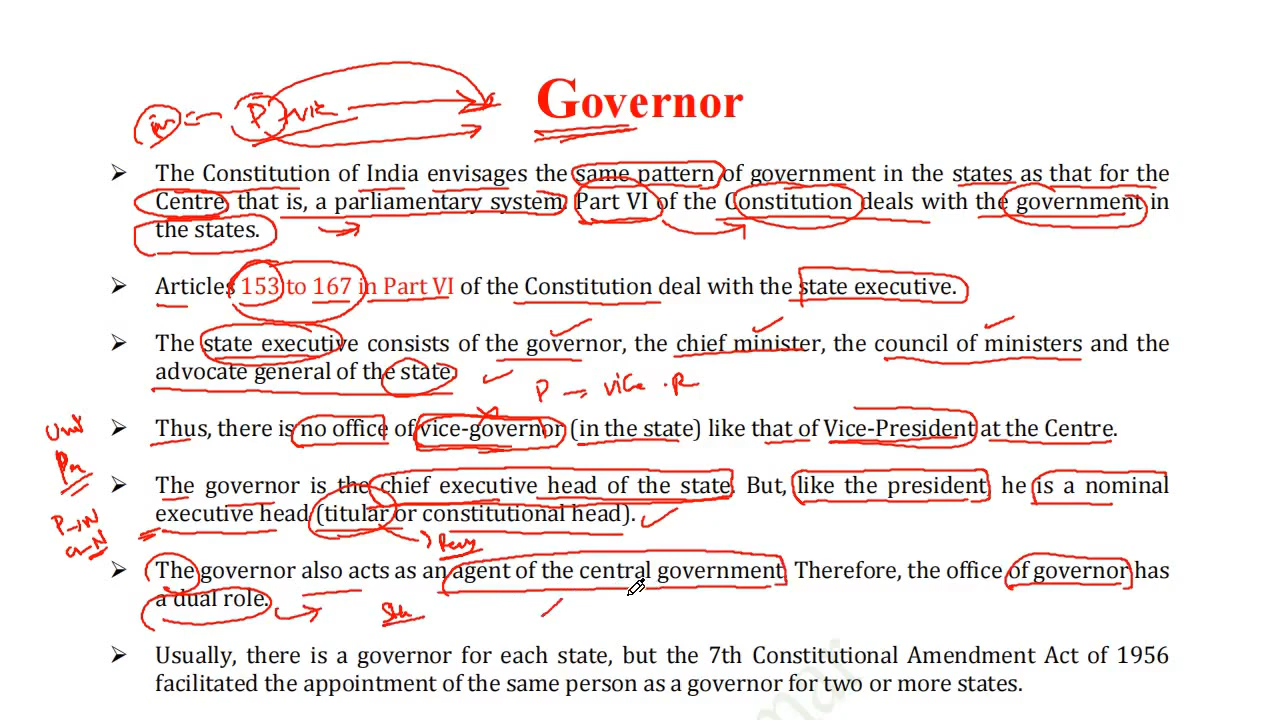 Governor
P
➢ The Constitution of India envisages the same pattern of government in the states as that for the
Centre, that is, a parliamentary system. Part VI of the Constitution deals with the government in
the states.
➢ Articles 153 to 167 in Part VI of the Constitution deal with the state executive.
➢ The state executive consists of the governor, the chief minister, the council of ministers and the
advocate general of the state.
P → vice
➢ Thus, there is no office of vice-governor (in the state) like that of Vice-President at the Centre.
➢ The governor is the chief executive head of the state. But, like the president, he is a nominal
executive head (titular or constitutional head).
P → N
G → N
➢ The governor also acts as an agent of the central government. Therefore, the office of governor has
a dual role.
➢ Usually, there is a governor for each state, but the 7th Constitutional Amendment Act of 1956
facilitated the appointment of the same person as a governor for two or more states.